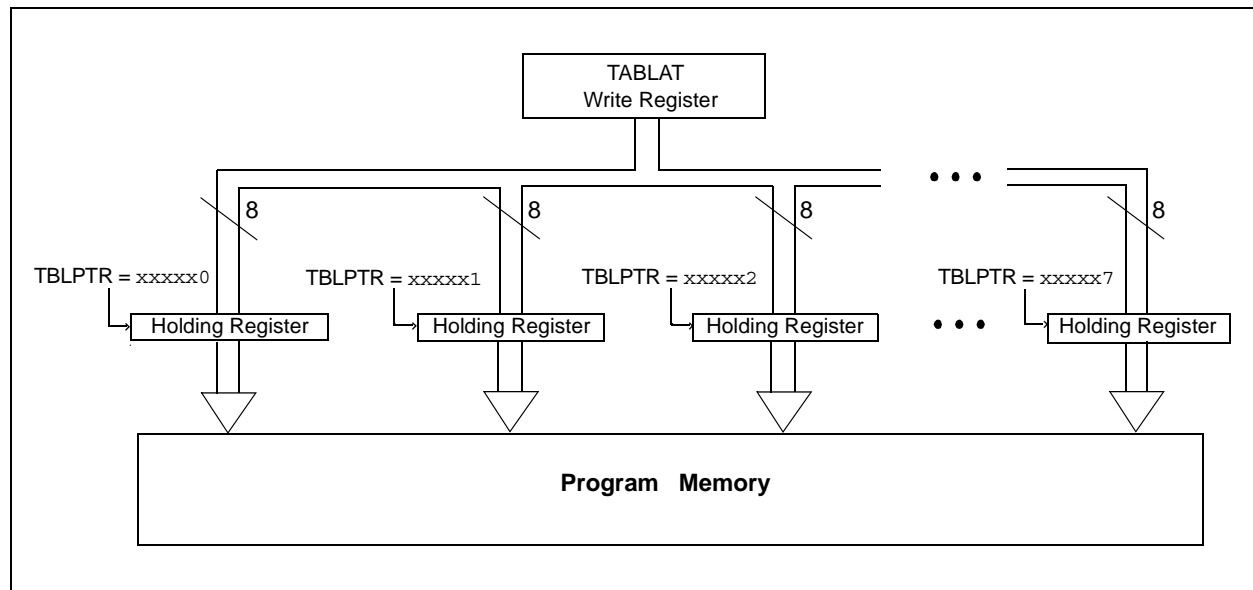 TABLAT
Write Register
8
8
8
8
TBLPTR = xxxxx0
TBLPTR = xxxxx1
TBLPTR = xxxxx2
TBLPTR = xxxxx7
Holding Register
Holding Register
Holding Register
Holding Register
Program Memory